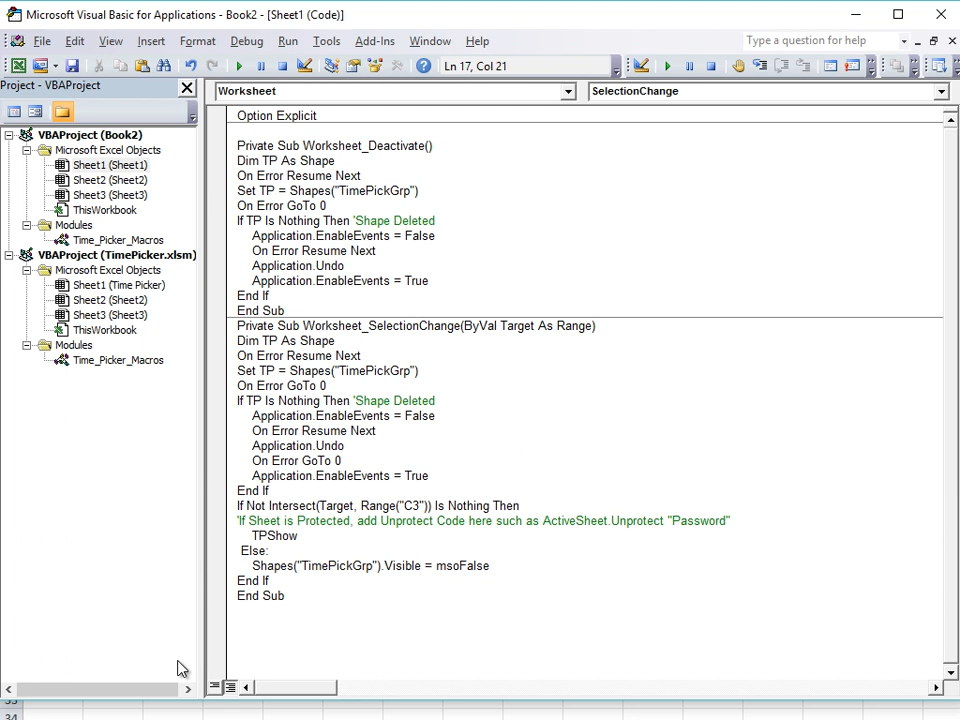 Microsoft Visual Basic for Applications - Book2 - [Sheet1 (Code)]
File Edit View Insert Format Debug Run Tools Add-Ins Window Help
Type a question for help
Ln 17, Col 21
Project - VBAProject
Worksheet
SelectionChange
VBAProject (Book2)
Microsoft Excel Objects
Sheet1 (Sheet1)
Sheet2 (Sheet2)
Sheet3 (Sheet3)
ThisWorkbook
Modules
Time_Picker_Macros
VBAProject (TimePicker.xlsm)
Microsoft Excel Objects
Sheet1 (Time Picker)
Sheet2 (Sheet2)
Sheet3 (Sheet3)
ThisWorkbook
Modules
Time_Picker_Macros
Option Explicit
Private Sub Worksheet_Deactivate()
Dim TP As Shape
On Error Resume Next
Set TP = Shapes("TimePickGrp")
On Error GoTo 0
If TP Is Nothing Then 'Shape Deleted
Application.EnableEvents = False
On Error Resume Next
Application.Undo
Application.EnableEvents = True
End If
End Sub
Private Sub Worksheet_SelectionChange(ByVal Target As Range)
Dim TP As Shape
On Error Resume Next
Set TP = Shapes("TimePickGrp")
On Error GoTo 0
If TP Is Nothing Then 'Shape Deleted
Application.EnableEvents = False
On Error Resume Next
Application.Undo
On Error GoTo 0
Application.EnableEvents = True
End If
If Not Intersect(Target, Range("C3")) Is Nothing Then
'If Sheet is Protected, add Unprotect Code here such as ActiveSheet.Unprotect "Password"
TPShow
Else:
Shapes("TimePickGrp").Visible = msoFalse
End If
End Sub
34